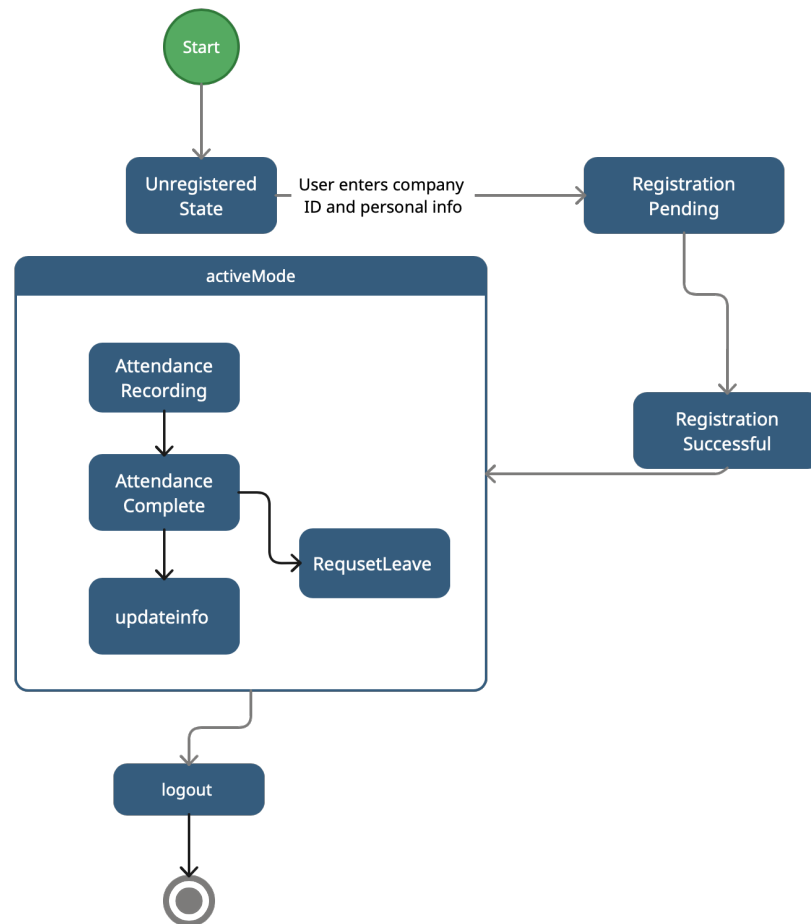 Start
Unregistered
State
User enters company
ID and personal info
Registration
Pending
activeMode
Attendance
Recording
Registration
Successful
Attendance
Complete
RequsetLeave
updateinfo
logout